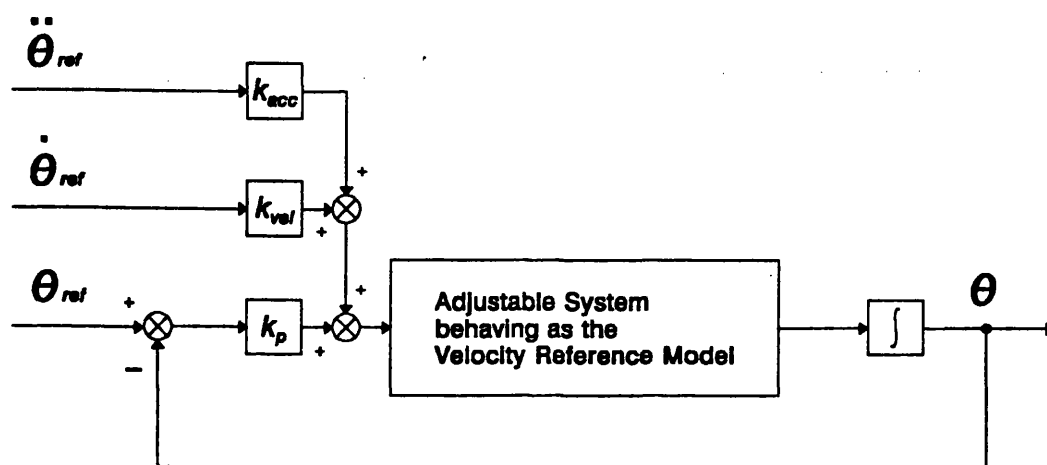 θ̈ref
kacc
θ̇ref
kvel
θref
kp
Adjustable System
behaving as the
Velocity Reference Model
∫
θ
+
+
+
+
+
−